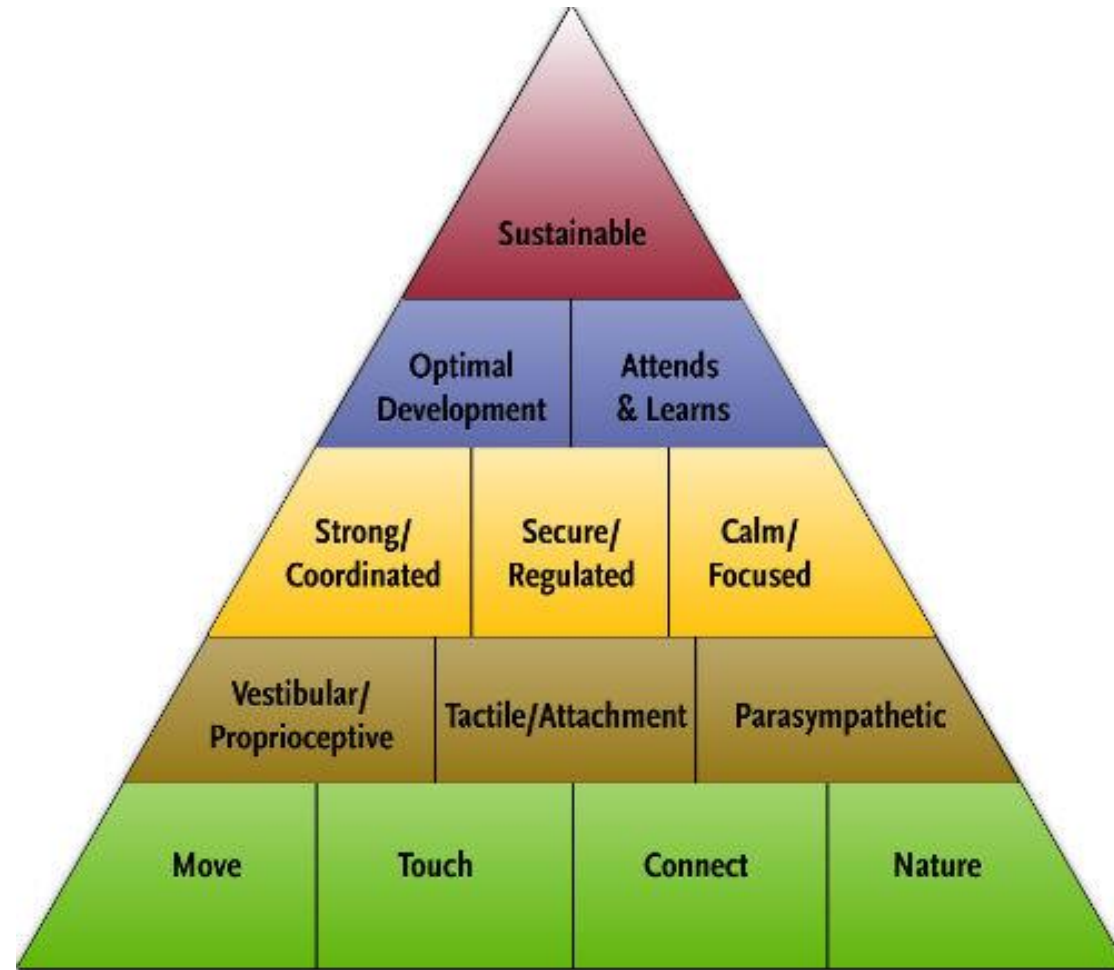 Sustainable
Optimal
Development
Attends
& Learns
Strong/
Coordinated
Secure/
Regulated
Calm/
Focused
Vestibular/
Proprioceptive
Tactile/Attachment
Parasympathetic
Move
Touch
Connect
Nature